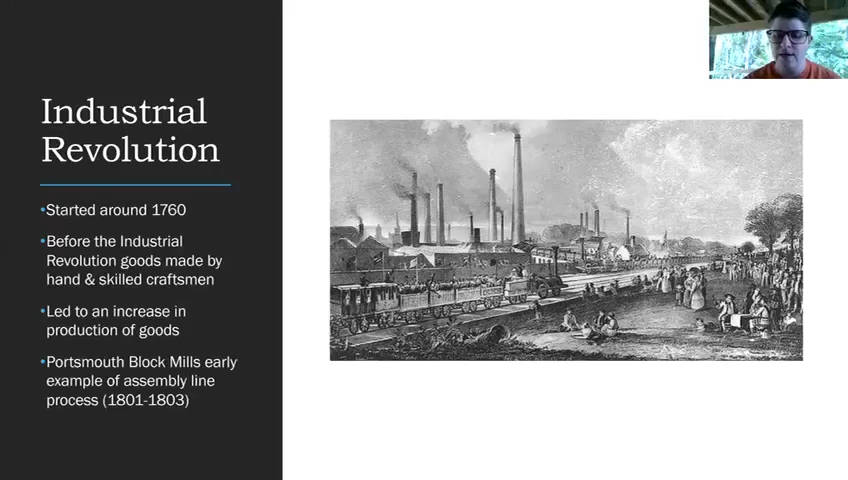 Industrial
Revolution
•Started around 1760
•Before the Industrial
Revolution goods made by
hand & skilled craftsmen
•Led to an increase in
production of goods
•Portsmouth Block Mills early
example of assembly line
process (1801-1803)